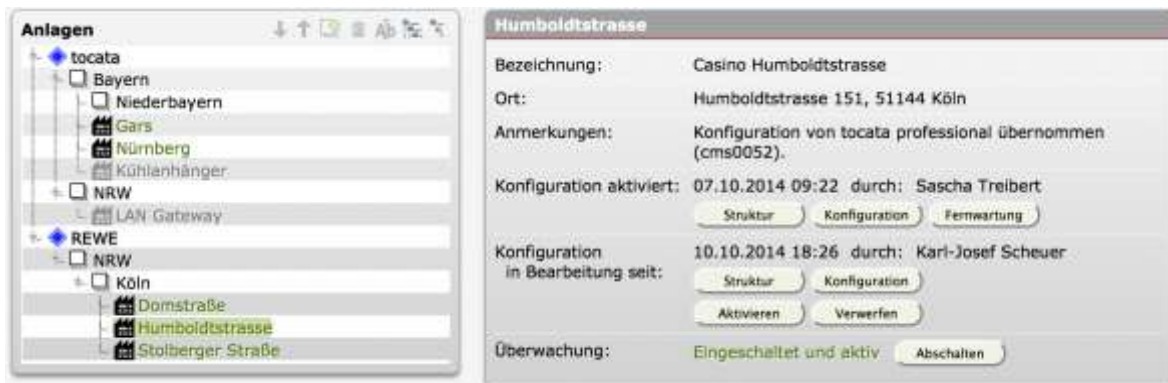 Anlagen
tocata
Bayern
Niederbayern
Gars
Nürnberg
Kühlanhänger
NRW
LAN Gateway
REWE
NRW
Köln
Domstraße
Humboldtstrasse
Stolberger Straße
Humboldtstrasse
Bezeichnung: Casino Humboldtstrasse
Ort: Humboldtstrasse 151, 51144 Köln
Anmerkungen: Konfiguration von tocata professional übernommen
(cms0052).
Konfiguration aktiviert: 07.10.2014 09:22 durch: Sascha Treibert
Struktur Konfiguration Fernwartung
Konfiguration 10.10.2014 18:26 durch: Karl-Josef Scheuer
in Bearbeitung seit: Struktur Konfiguration
Aktivieren Verwerfen
Überwachung: Eingeschaltet und aktiv Abschalten